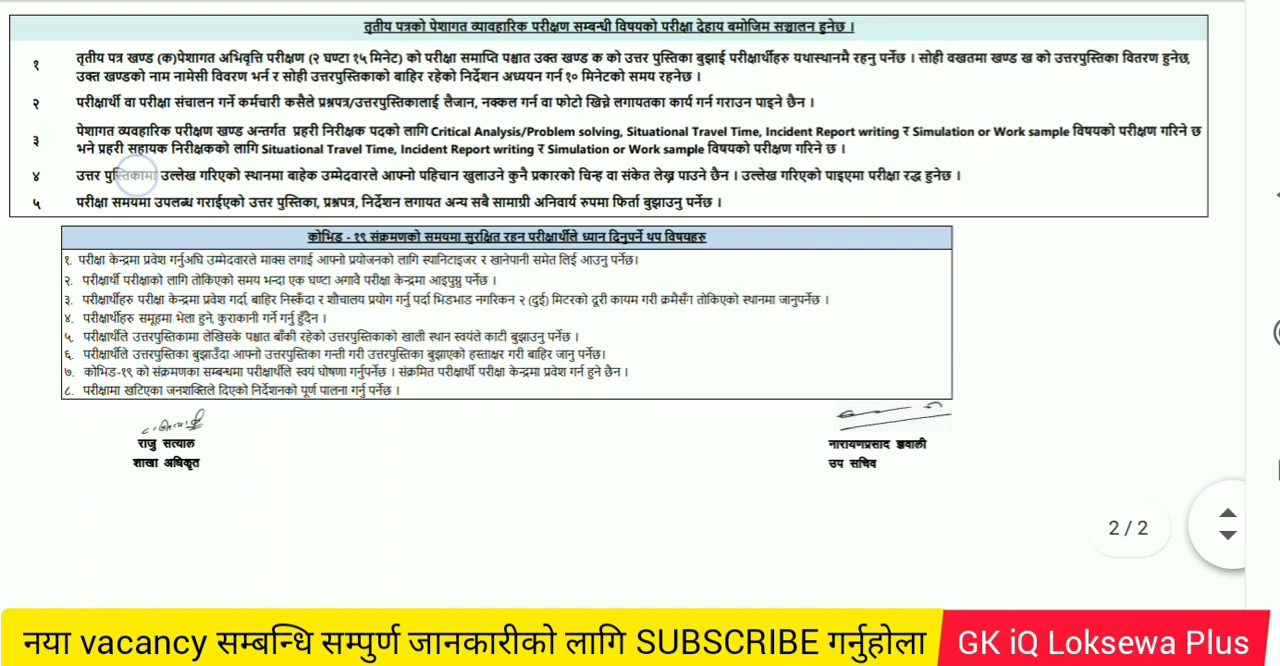 तृतीय पत्रको पेशागत व्यावहारिक परीक्षण सम्बन्धी विषयको परीक्षा देहाय बमोजिम सञ्चालन हुनेछ ।
१ तृतीय पत्र खण्ड (क)पेशागत अभिवृत्ति परीक्षण (२ घण्टा १५ मिनेट) को परीक्षा समाप्ति पश्चात उक्त खण्ड क को उत्तर पुस्तिका बुझाई परीक्षार्थीहरु यथास्थानमै रहनु पर्नेछ । सोही वखतमा खण्ड ख को उत्तरपुस्तिका वितरण हुनेछ,
उक्त खण्डको नाम नामेसी विवरण भर्न र सोही उत्तरपुस्तिकाको बाहिर रहेको निर्देशन अध्ययन गर्न १० मिनेटको समय रहनेछ ।
२ परीक्षार्थी वा परीक्षा संचालन गर्ने कर्मचारी कसैले प्रश्नपत्र/उत्तरपुस्तिकालाई लैजान, नक्कल गर्न वा फोटो खिच्ने लगायतका कार्य गर्न गराउन पाइने छैन ।
३ पेशागत व्यवहारिक परीक्षण खण्ड अन्तर्गत प्रहरी निरीक्षक पदको लागि Critical Analysis/Problem solving, Situational Travel Time, Incident Report writing र Simulation or Work sample विषयको परीक्षण गरिने छ
भने प्रहरी सहायक निरीक्षकको लागि Situational Travel Time, Incident Report writing र Simulation or Work sample विषयको परीक्षण गरिने छ ।
४ उत्तर पुस्तिकामा उल्लेख गरिएको स्थानमा बाहेक उम्मेदवारले आफ्नो पहिचान खुलाउने कुनै प्रकारको चिन्ह वा संकेत लेख्न पाउने छैन । उल्लेख गरिएको पाइएमा परीक्षा रद्ध हुनेछ ।
५ परीक्षा समयमा उपलब्ध गराईएको उत्तर पुस्तिका, प्रश्नपत्र, निर्देशन लगायत अन्य सबै सामाग्री अनिवार्य रुपमा फिर्ता बुझाउनु पर्नेछ ।
कोभिड - १९ संक्रमणको समयमा सुरक्षित रहन परीक्षार्थीले ध्यान दिनुपर्ने थप विषयहरु
१. परीक्षा केन्द्रमा प्रवेश गर्नुअघि उम्मेदवारले माक्स लगाई आफ्नो प्रयोजनको लागि स्यानिटाइजर र खानेपानी समेत लिई आउनु पर्नेछ।
२. परीक्षार्थी परीक्षाको लागि तोकिएको समय भन्दा एक घण्टा अगावै परीक्षा केन्द्रमा आइपुग्नु पर्नेछ ।
३. परीक्षार्थीहरु परीक्षा केन्द्रमा प्रवेश गर्दा, बाहिर निस्कँदा र शौचालय प्रयोग गर्नु पर्दा भिडभाड नगरिकन २ (दुई) मिटरको दूरी कायम गरी क्रमैसँग तोकिएको स्थानमा जानुपर्नेछ ।
४. परीक्षार्थीहरु समूहमा भेला हुने, कुराकानी गर्ने गर्नु हुँदैन ।
५. परीक्षार्थीले उत्तरपुस्तिकामा लेखिसके पश्चात बाँकी रहेको उत्तरपुस्तिकाको खाली स्थान स्वयंले काटी बुझाउनु पर्नेछ ।
६. परीक्षार्थीले उत्तरपुस्तिका बुझाउँदा आफ्नो उत्तरपुस्तिका गन्ती गरी उत्तरपुस्तिका बुझाएको हस्ताक्षर गरी बाहिर जानु पर्नेछ।
७. कोभिड-१९ को संक्रमणका सम्बन्धमा परीक्षार्थीले स्वयं घोषणा गर्नुपर्नेछ । संक्रमित परीक्षार्थी परीक्षा केन्द्रमा प्रवेश गर्न हुने छैन ।
८. परीक्षामा खटिएका जनशक्तिले दिएको निर्देशनको पूर्ण पालना गर्नु पर्नेछ ।
राजु सत्याल
शाखा अधिकृत
नारायणप्रसाद ज्ञवाली
उप सचिव
2 / 2
नया vacancy सम्बन्धि सम्पुर्ण जानकारीको लागि SUBSCRIBE गर्नुहोला
GK iQ Loksewa Plus